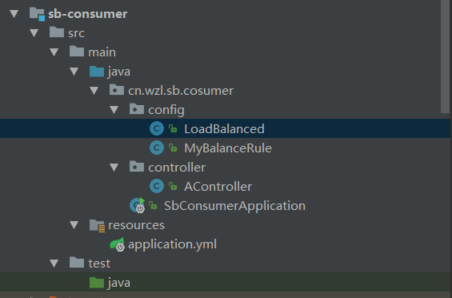 sb-consumer
src
main
java
cn.wzl.sb.cosumer
config
LoadBalanced
MyBalanceRule
controller
AController
SbConsumerApplication
resources
application.yml
test
java